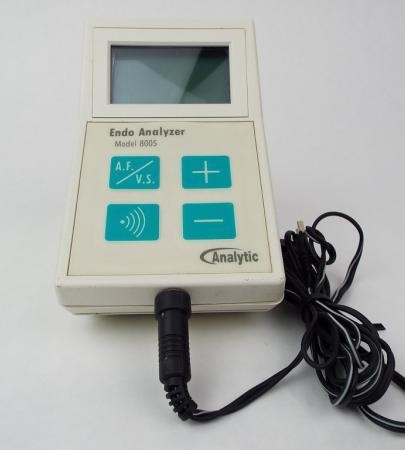 Endo Analyzer
Model 8005
A.F.
V.S.
Analytic